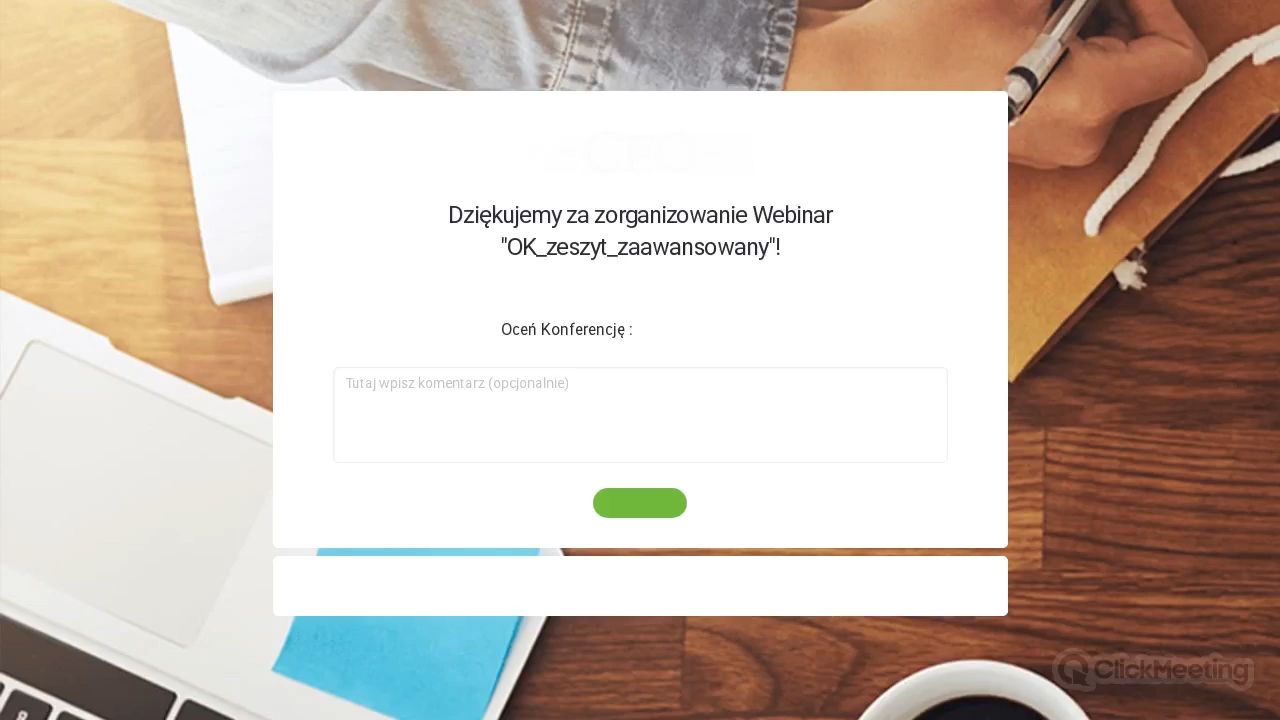 Dziękujemy za zorganizowanie Webinar
"OK_zeszyt_zaawansowany"!
Oceń Konferencję :
Tutaj wpisz komentarz (opcjonalnie)
ClickMeeting